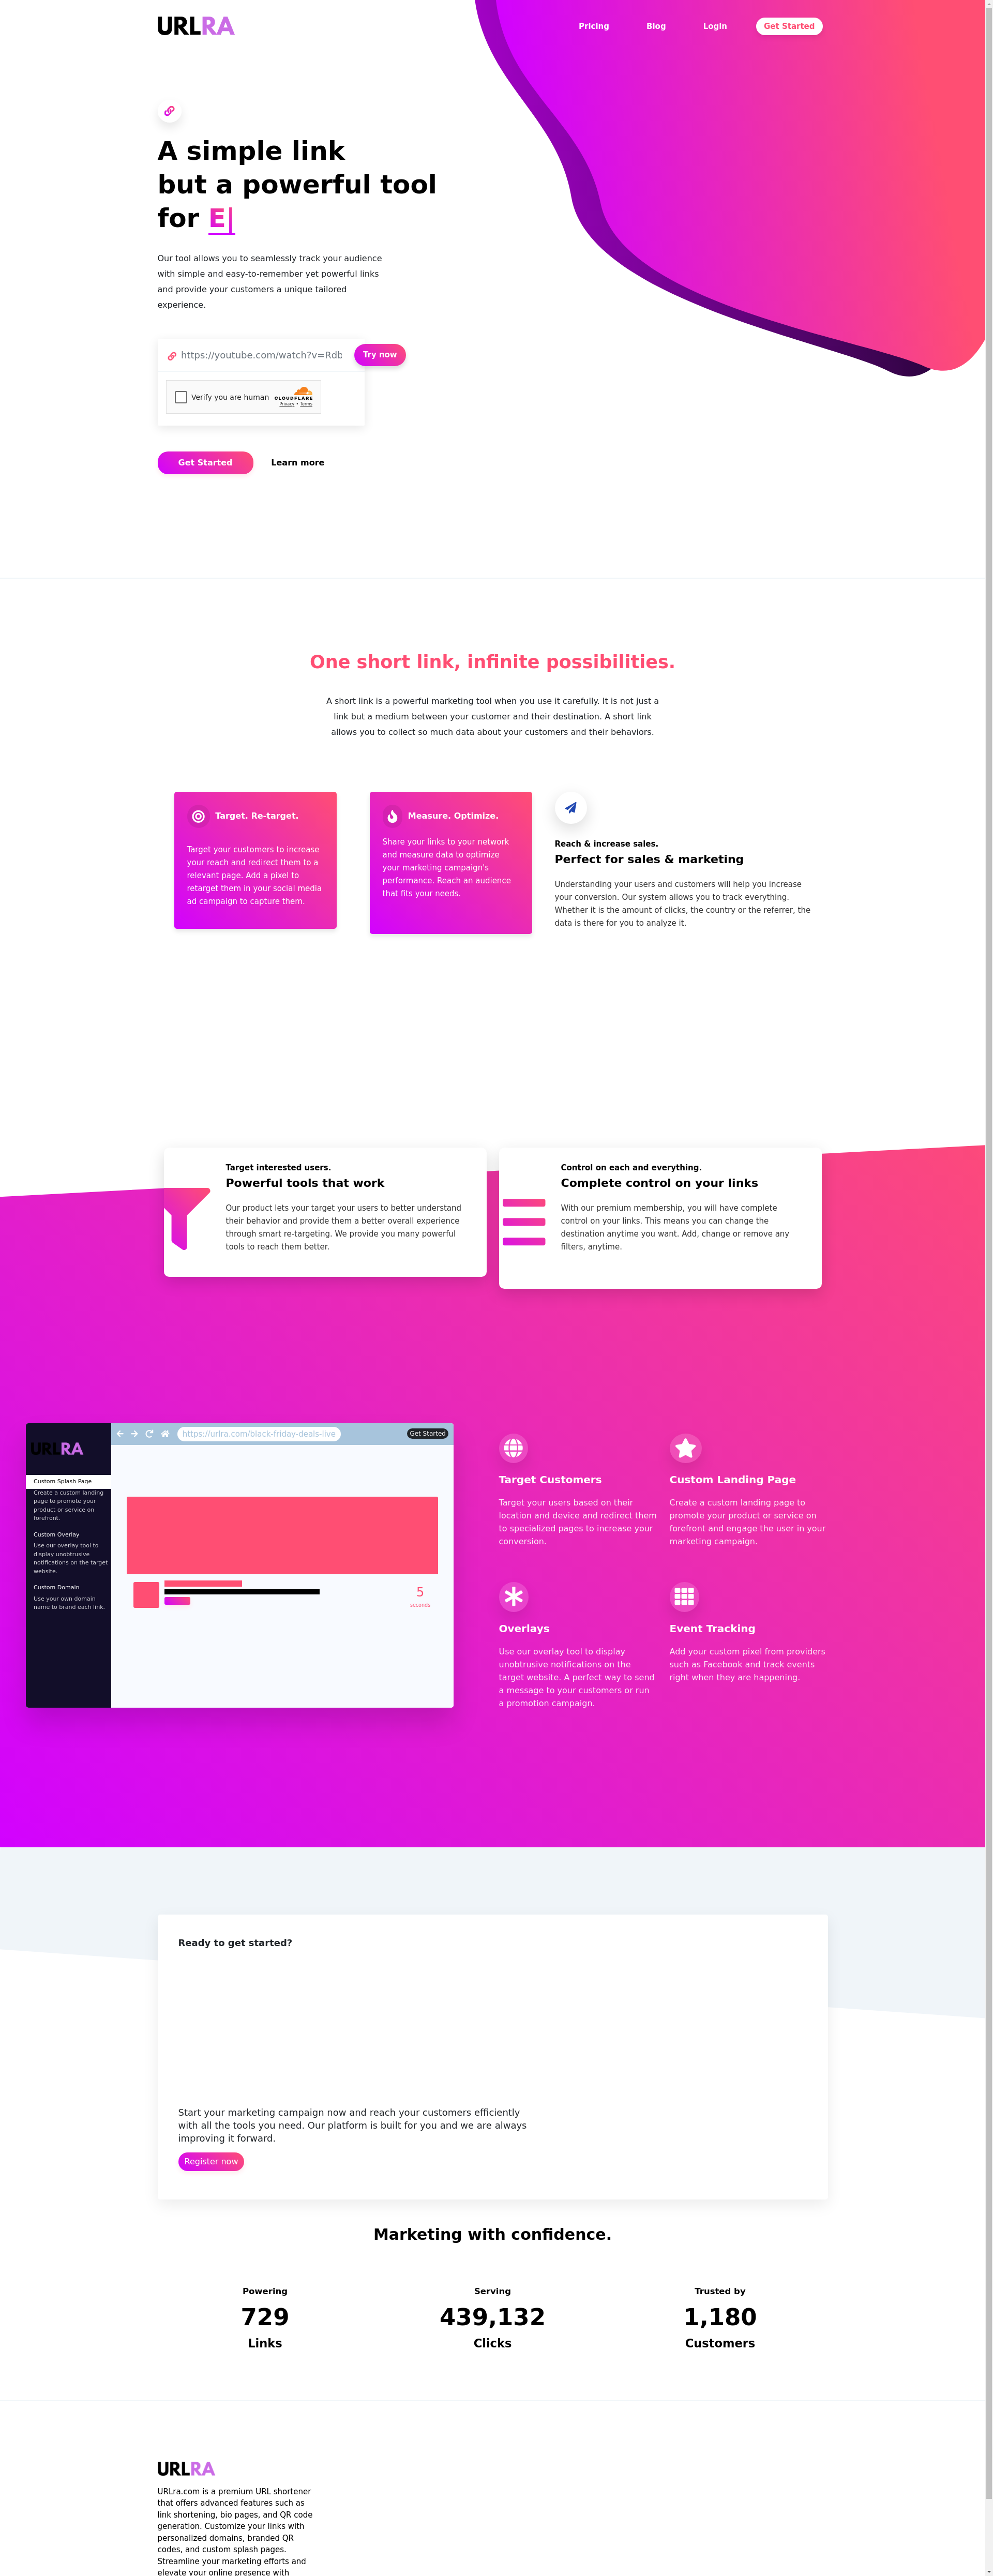 URLRA
Pricing
Blog
Login
Get Started
A simple link
but a powerful tool
for E|
Our tool allows you to seamlessly track your audience
with simple and easy-to-remember yet powerful links
and provide your customers a unique tailored
experience.
https://youtube.com/watch?v=Rdb
Try now
Verify you are human
CLOUDFLARE
Privacy • Terms
Get Started
Learn more
One short link, infinite possibilities.
A short link is a powerful marketing tool when you use it carefully. It is not just a
link but a medium between your customer and their destination. A short link
allows you to collect so much data about your customers and their behaviors.
Target. Re-target.
Target your customers to increase
your reach and redirect them to a
relevant page. Add a pixel to
retarget them in your social media
ad campaign to capture them.
Measure. Optimize.
Share your links to your network
and measure data to optimize
your marketing campaign's
performance. Reach an audience
that fits your needs.
Reach & increase sales.
Perfect for sales & marketing
Understanding your users and customers will help you increase
your conversion. Our system allows you to track everything.
Whether it is the amount of clicks, the country or the referrer, the
data is there for you to analyze it.
Target interested users.
Powerful tools that work
Our product lets your target your users to better understand
their behavior and provide them a better overall experience
through smart re-targeting. We provide you many powerful
tools to reach them better.
Control on each and everything.
Complete control on your links
With our premium membership, you will have complete
control on your links. This means you can change the
destination anytime you want. Add, change or remove any
filters, anytime.
URLRA
https://urlra.com/black-friday-deals-live
Get Started
Custom Splash Page
Create a custom landing
page to promote your
product or service on
forefront.
Custom Overlay
Use our overlay tool to
display unobtrusive
notifications on the target
website.
Custom Domain
Use your own domain
name to brand each link.
5
seconds
Target Customers
Target your users based on their
location and device and redirect them
to specialized pages to increase your
conversion.
Custom Landing Page
Create a custom landing page to
promote your product or service on
forefront and engage the user in your
marketing campaign.
Overlays
Use our overlay tool to display
unobtrusive notifications on the
target website. A perfect way to send
a message to your customers or run
a promotion campaign.
Event Tracking
Add your custom pixel from providers
such as Facebook and track events
right when they are happening.
Ready to get started?
Start your marketing campaign now and reach your customers efficiently
with all the tools you need. Our platform is built for you and we are always
improving it forward.
Register now
Marketing with confidence.
Powering
729
Links
Serving
439,132
Clicks
Trusted by
1,180
Customers
URLRA
URLra.com is a premium URL shortener
that offers advanced features such as
link shortening, bio pages, and QR code
generation. Customize your links with
personalized domains, branded QR
codes, and custom splash pages.
Streamline your marketing efforts and
elevate your online presence with